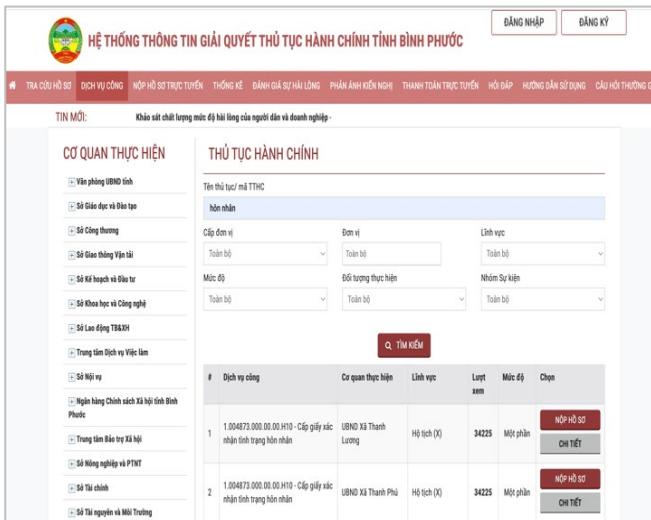 ĐĂNG NHẬP ĐĂNG KÝ
HỆ THỐNG THÔNG TIN GIẢI QUYẾT THỦ TỤC HÀNH CHÍNH TỈNH BÌNH PHƯỚC
TRA CỨU HỒ SƠ DỊCH VỤ CÔNG NỘP HỒ SƠ TRỰC TUYẾN THỐNG KÊ ĐÁNH GIÁ SỰ HÀI LÒNG PHẢN ÁNH KIẾN NGHỊ THANH TOÁN TRỰC TUYẾN HỎI ĐÁP HƯỚNG DẪN SỬ DỤNG CÂU HỎI THƯỜNG G
TIN MỚI: Khảo sát chất lượng mức độ hài lòng của người dân và doanh nghiệp -
CƠ QUAN THỰC HIỆN
Văn phòng UBND tỉnh
Sở Giáo dục và Đào tạo
Sở Công thương
Sở Giao thông Vận tải
Sở Kế hoạch và Đầu tư
Sở Khoa học và Công nghệ
Sở Lao động TB&XH
Trung tâm Dịch vụ Việc làm
Sở Nội vụ
Ngân hàng Chính sách Xã hội tỉnh Bình
Phước
Trung tâm Bảo trợ Xã hội
Sở Nông nghiệp và PTNT
Sở Tài chính
Sở Tài nguyên và Môi Trường
THỦ TỤC HÀNH CHÍNH
Tên thủ tục/ mã TTHC
hôn nhân
Cấp đơn vị Đơn vị Lĩnh vực
Toàn bộ Toàn bộ Toàn bộ
Mức độ Đối tượng thực hiện Nhóm Sự kiện
Toàn bộ Toàn bộ Toàn bộ
TÌM KIẾM
# Dịch vụ công Cơ quan thực hiện Lĩnh vực Lượt xem Mức độ Chọn
1 1.004873.000.00.00.H10 - Cấp giấy xác nhận tình trạng hôn nhân UBND Xã Thanh Lương Hộ tịch (X) 34225 Một phần NỘP HỒ SƠ
CHI TIẾT
2 1.004873.000.00.00.H10 - Cấp giấy xác nhận tình trạng hôn nhân UBND Xã Thanh Phú Hộ tịch (X) 34225 Một phần NỘP HỒ SƠ
CHI TIẾT